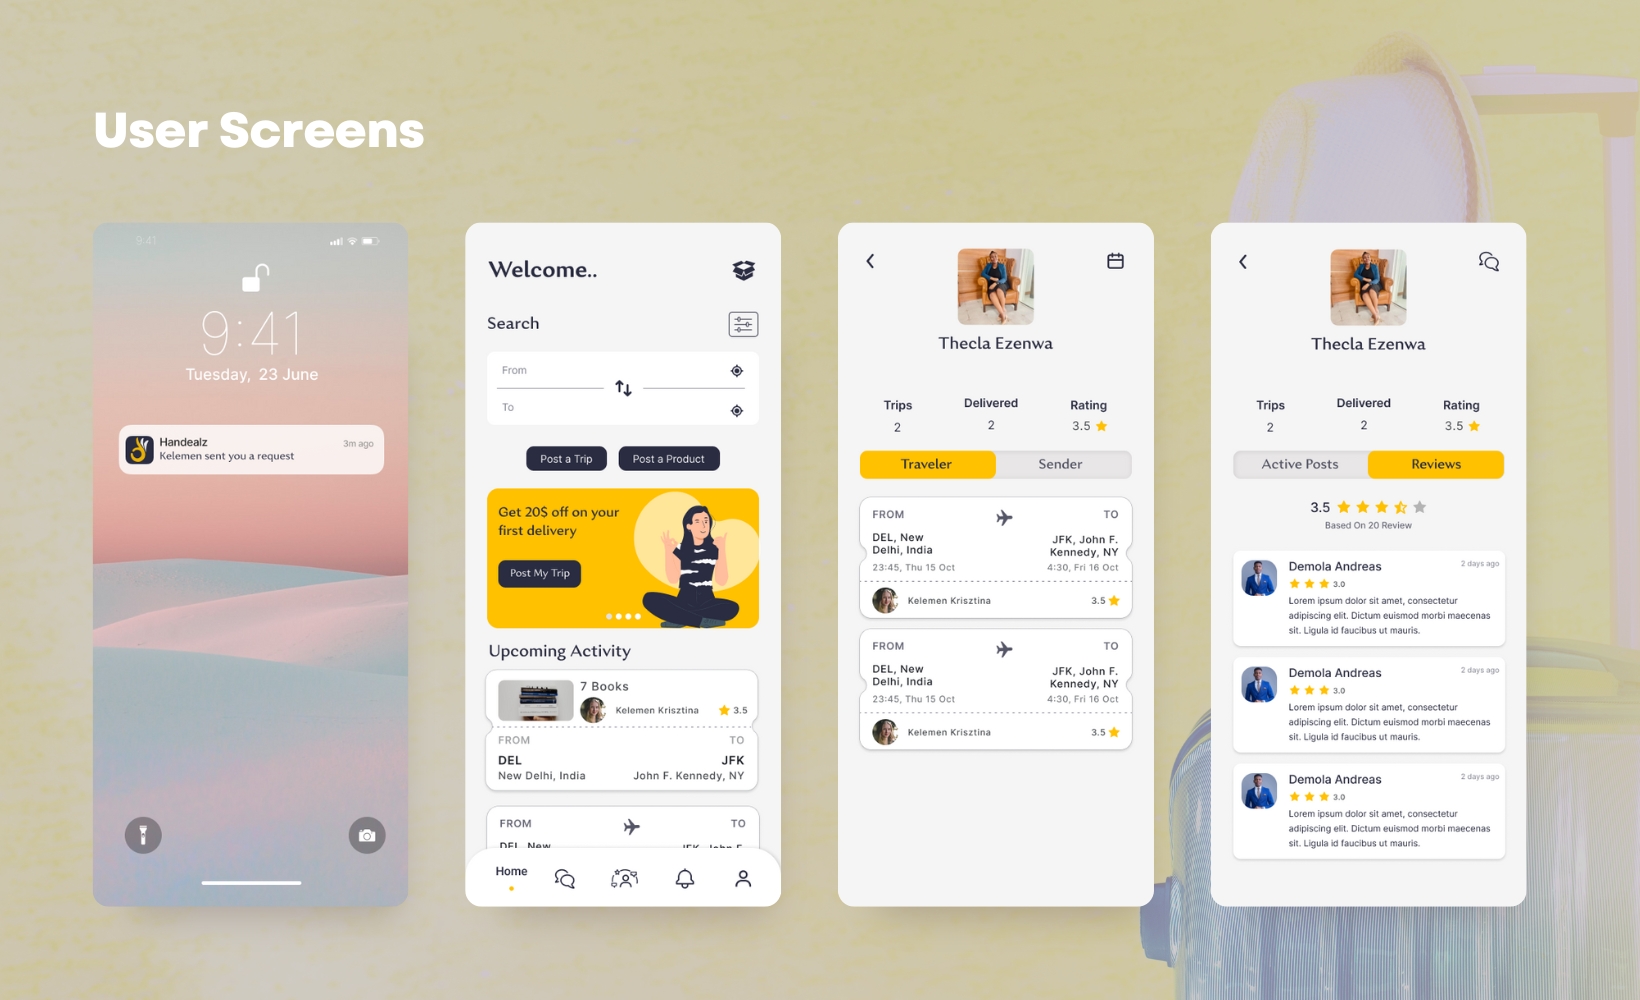 User Screens
9:41
9:41
Tuesday, 23 June
Handealz
3m ago
Kelemen sent you a request
Welcome..
Search
From
To
Post a Trip
Post a Product
Get 20$ off on your
first delivery
Post My Trip
Upcoming Activity
7 Books
Kelemen Krisztina
3.5
FROM
TO
DEL
JFK
New Delhi, India
John F. Kennedy, NY
FROM
TO
DEL, New
JFK, John F.
Home
Thecla Ezenwa
Trips
Delivered
Rating
2
2
3.5
Traveler
Sender
FROM
TO
DEL, New
Delhi, India
JFK, John F.
Kennedy, NY
23:45, Thu 15 Oct
4:30, Fri 16 Oct
Kelemen Krisztina
3.5
FROM
TO
DEL, New
Delhi, India
JFK, John F.
Kennedy, NY
23:45, Thu 15 Oct
4:30, Fri 16 Oct
Kelemen Krisztina
3.5
Thecla Ezenwa
Trips
Delivered
Rating
2
2
3.5
Active Posts
Reviews
3.5
Based On 20 Review
Demola Andreas
2 days ago
3.0
Lorem ipsum dolor sit amet, consectetur
adipiscing elit. Dictum euismod morbi maecenas
sit. Ligula id faucibus ut mauris.
Demola Andreas
2 days ago
3.0
Lorem ipsum dolor sit amet, consectetur
adipiscing elit. Dictum euismod morbi maecenas
sit. Ligula id faucibus ut mauris.
Demola Andreas
2 days ago
3.0
Lorem ipsum dolor sit amet, consectetur
adipiscing elit. Dictum euismod morbi maecenas
sit. Ligula id faucibus ut mauris.